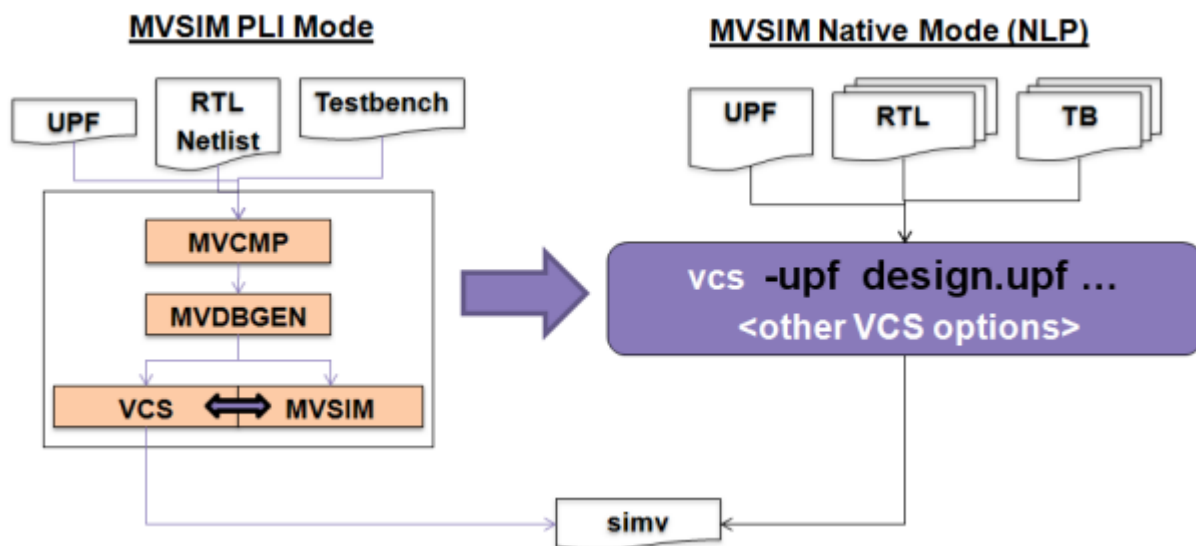 MVSIM PLI Mode
UPF
RTL
Netlist
Testbench
MVCMP
MVDBGEN
VCS
MVSIM
MVSIM Native Mode (NLP)
UPF
RTL
TB
vcs -upf design.upf ...
<other VCS options>
simv